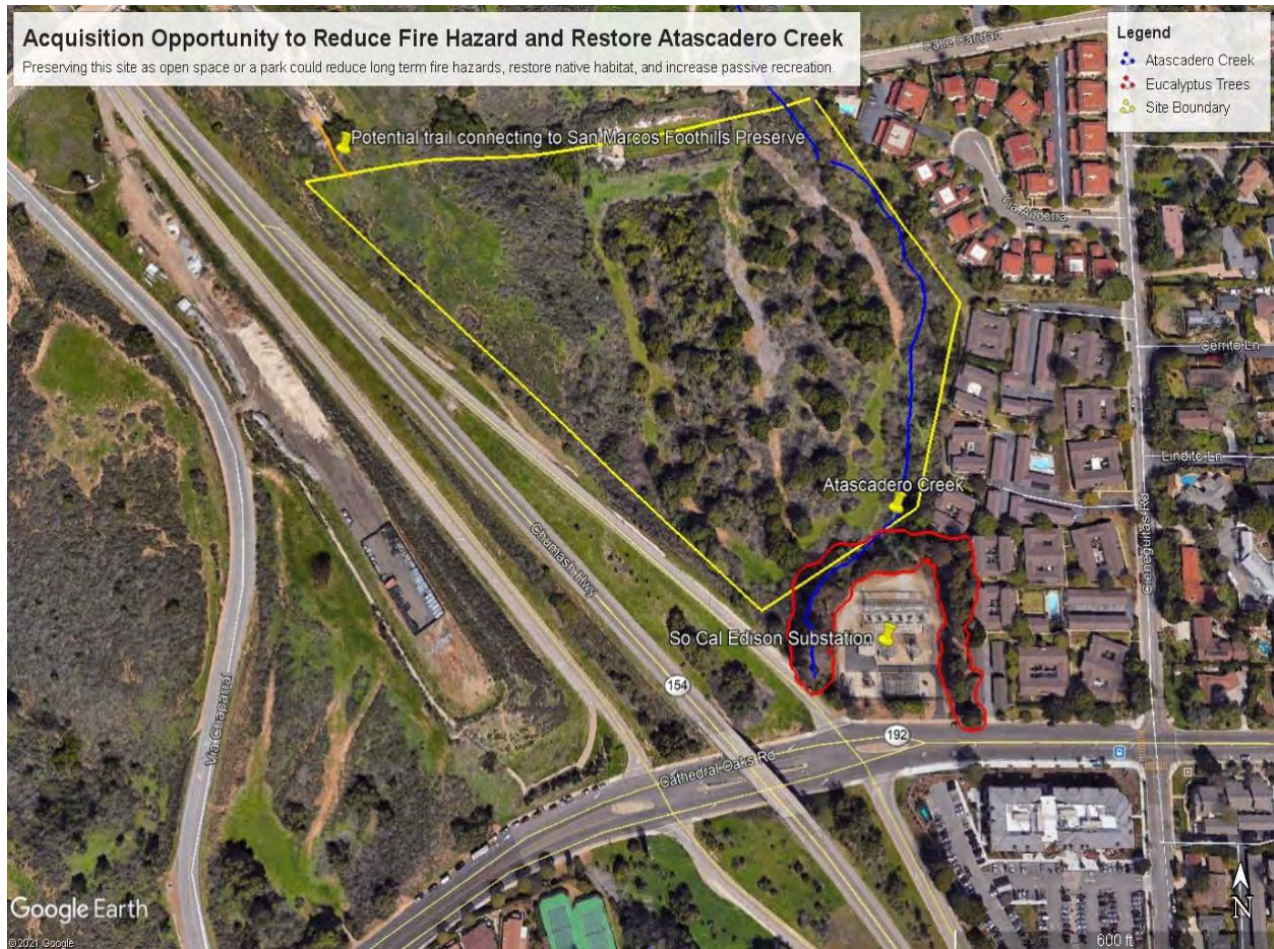 Acquisition Opportunity to Reduce Fire Hazard and Restore Atascadero Creek
Preserving this site as open space or a park could reduce long term fire hazards, restore native habitat, and increase passive recreation.
Legend
Atascadero Creek
Eucalyptus Trees
Site Boundary
Potential trail connecting to San Marcos Foothills Preserve
Via Andorra
Cerrito Ln
Lindito Ln
Atascadero Creek
Cieneguitas Rd
Chumash Hwy
So Cal Edison Substation
154
Via Chaparral
192
Cathedral Oaks Rd
Google Earth
©2021 Google
N
600 ft